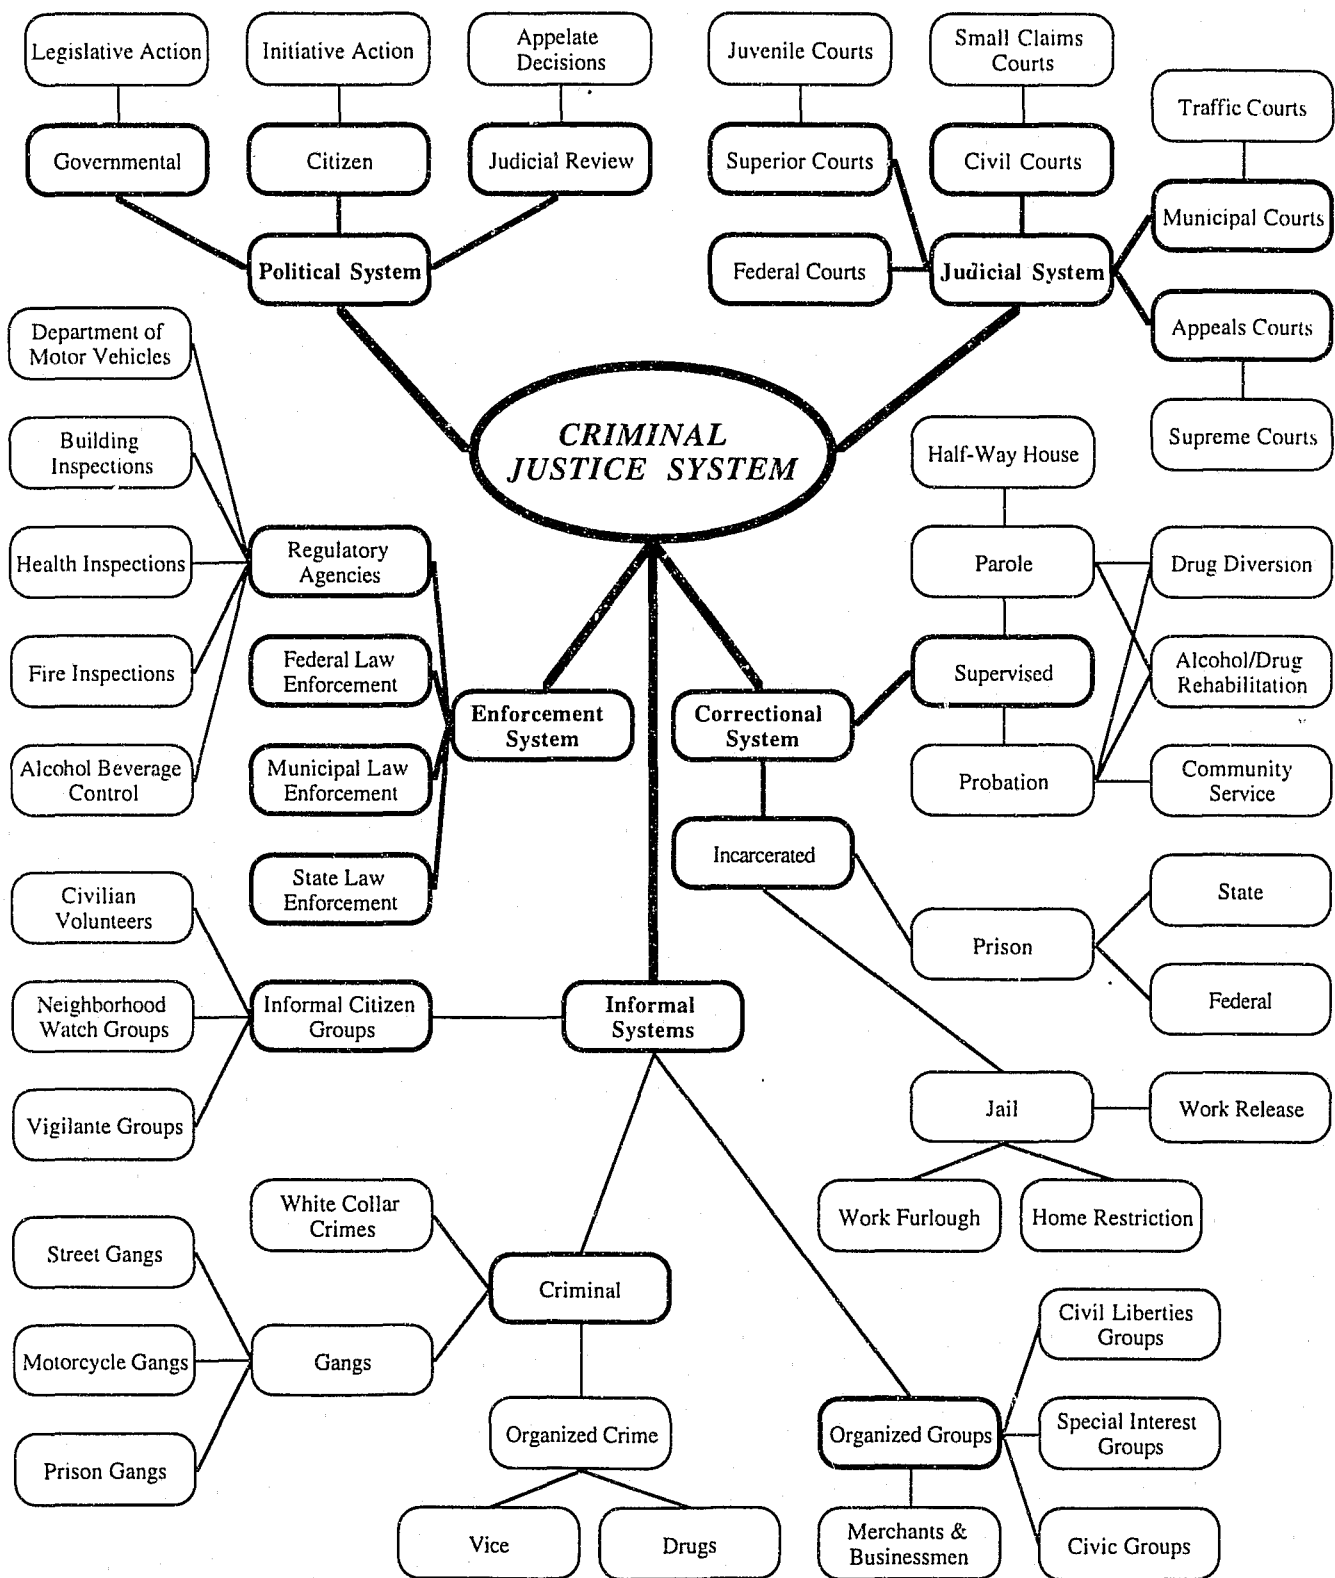 Legislative Action
Initiative Action
Appelate
Decisions
Juvenile Courts
Small Claims
Courts
Traffic Courts
Governmental
Citizen
Judicial Review
Superior Courts
Civil Courts
Municipal Courts
Political System
Federal Courts
Judicial System
Appeals Courts
Supreme Courts
Department of
Motor Vehicles
Building
Inspections
Health Inspections
Fire Inspections
Alcohol Beverage
Control
CRIMINAL
JUSTICE SYSTEM
Regulatory
Agencies
Federal Law
Enforcement
Municipal Law
Enforcement
State Law
Enforcement
Enforcement
System
Correctional
System
Half-Way House
Parole
Supervised
Probation
Drug Diversion
Alcohol/Drug
Rehabilitation
Community
Service
Incarcerated
Prison
State
Federal
Jail
Work Release
Work Furlough
Home Restriction
Civilian
Volunteers
Neighborhood
Watch Groups
Vigilante Groups
Informal Citizen
Groups
Informal
Systems
White Collar
Crimes
Criminal
Street Gangs
Motorcycle Gangs
Prison Gangs
Gangs
Organized Crime
Vice
Drugs
Organized Groups
Civil Liberties
Groups
Special Interest
Groups
Civic Groups
Merchants &
Businessmen